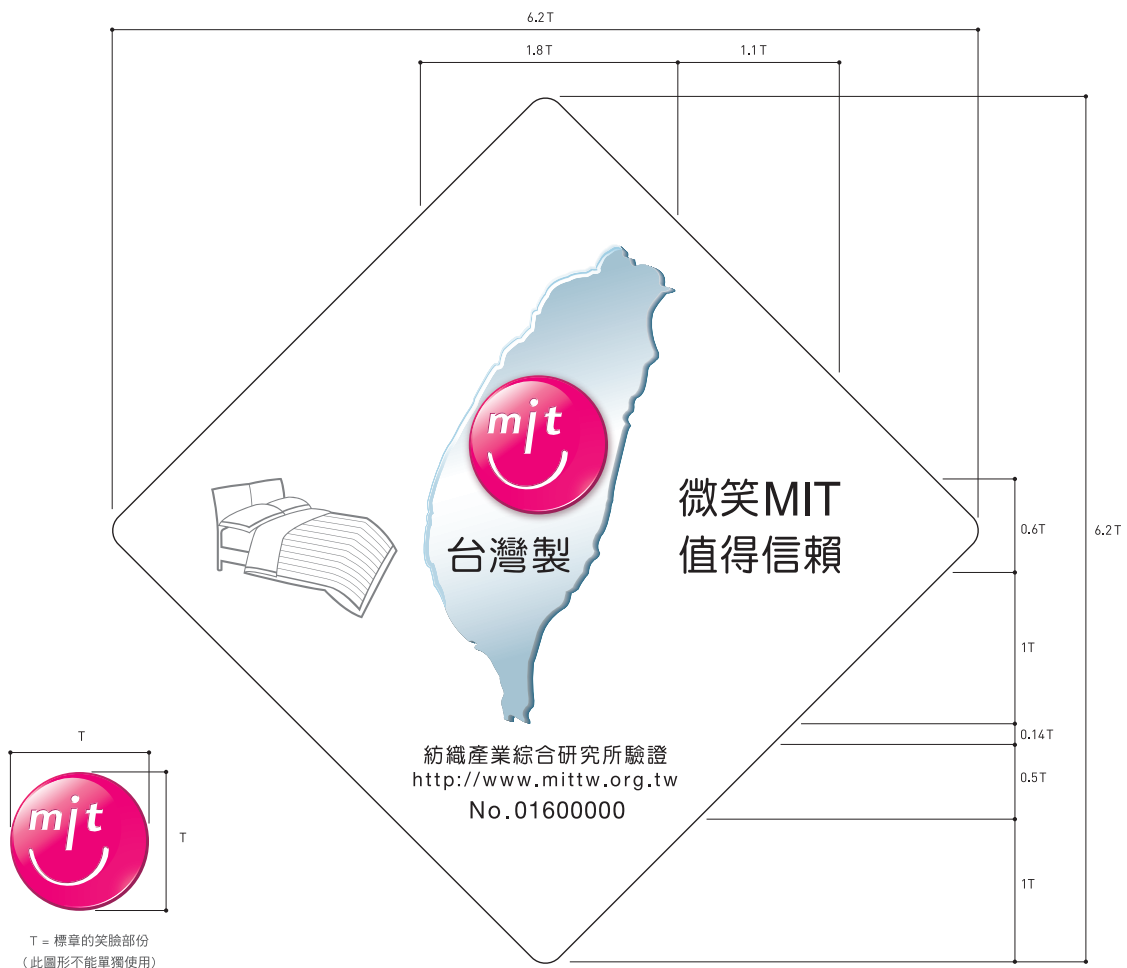 6.2T
1.8T
1.1T
mit
微笑MIT
值得信賴
台灣製
0.6T
6.2T
1T
0.14T
0.5T
1T
紡織產業綜合研究所驗證
http://www.mittw.org.tw
No.01600000
T
mit
T
T = 標章的笑臉部份
(此圖形不能單獨使用)